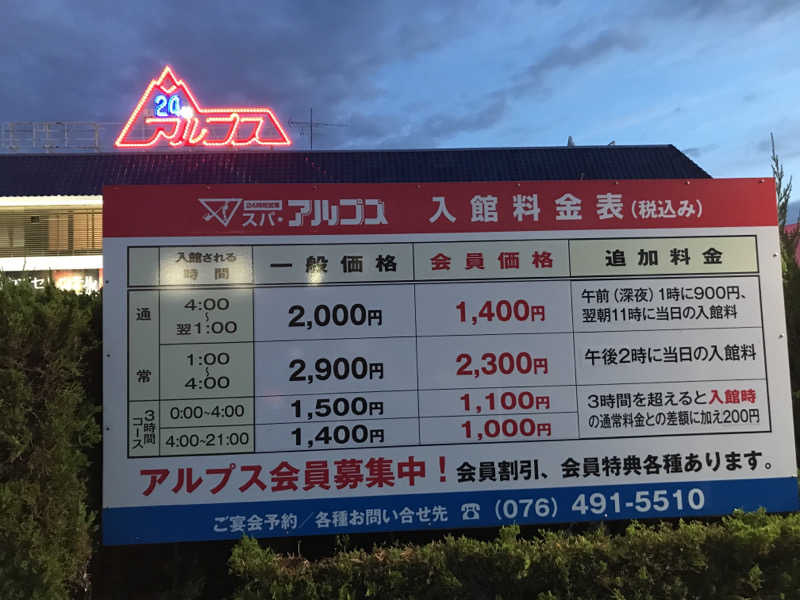 24
アルプス
24時間営業
スパ・アルプス 入館料金表(税込み)
入館される時間 一般価格 会員価格 追加料金
通常
4:00～翌1:00 2,000円 1,400円 午前(深夜)1時に900円、
翌朝11時に当日の入館料
1:00～4:00 2,900円 2,300円 午後2時に当日の入館料
3時間コース
0:00~4:00 1,500円 1,100円 3時間を超えると入館時
4:00~21:00 1,400円 1,000円 の通常料金との差額に加え200円
アルプス会員募集中!会員割引、会員特典各種あります。
ご宴会予約/各種お問い合せ先 ☎(076)491-5510